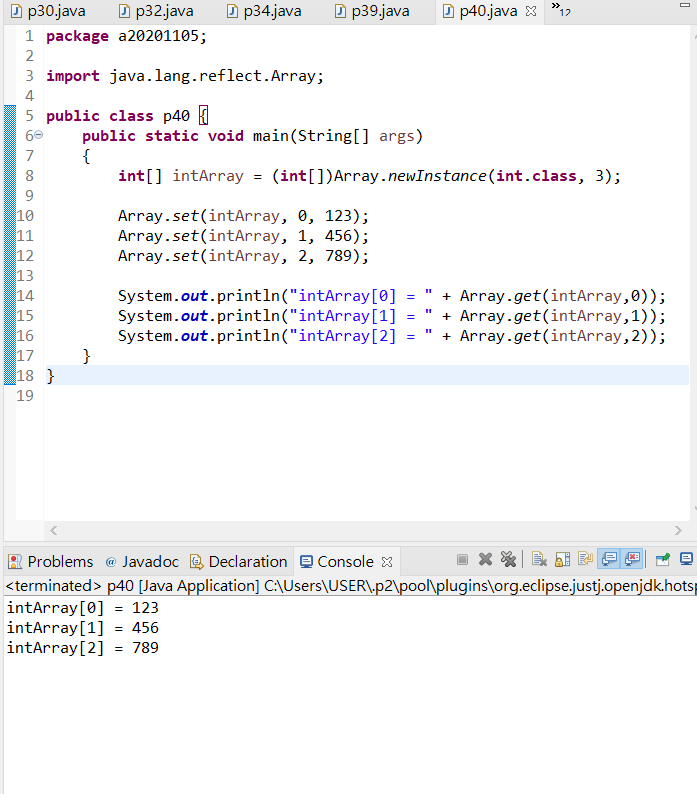 p30.java p32.java p34.java p39.java p40.java »12
1 package a20201105;
2
3 import java.lang.reflect.Array;
4
5 public class p40 {
6 public static void main(String[] args)
7 {
8 int[] intArray = (int[])Array.newInstance(int.class, 3);
9
10 Array.set(intArray, 0, 123);
11 Array.set(intArray, 1, 456);
12 Array.set(intArray, 2, 789);
13
14 System.out.println("intArray[0] = " + Array.get(intArray,0));
15 System.out.println("intArray[1] = " + Array.get(intArray,1));
16 System.out.println("intArray[2] = " + Array.get(intArray,2));
17 }
18 }
19
Problems @ Javadoc Declaration Console
<terminated> p40 [Java Application] C:\Users\USER\.p2\pool\plugins\org.eclipse.justj.openjdk.hotsp
intArray[0] = 123
intArray[1] = 456
intArray[2] = 789